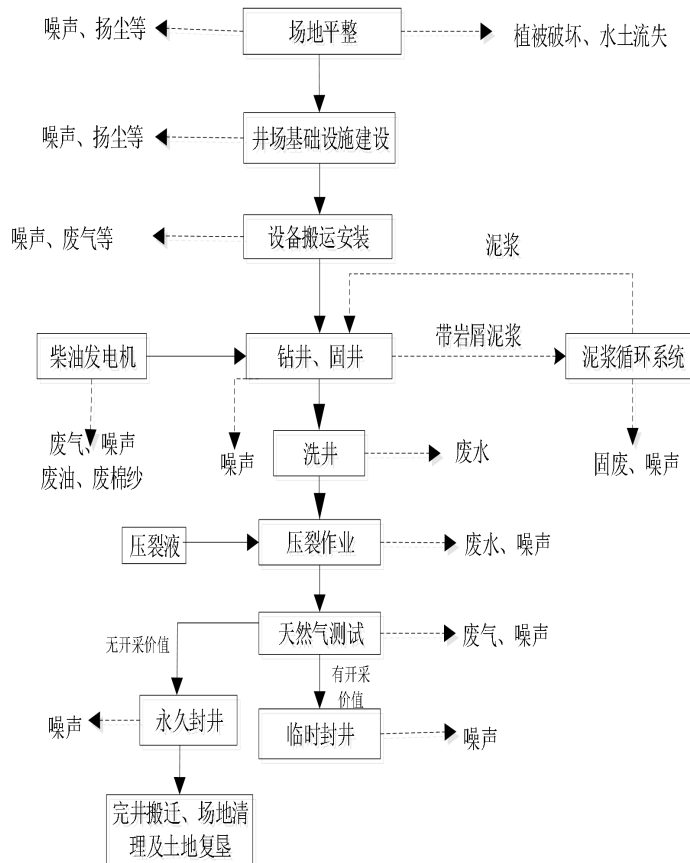 噪声、扬尘等
场地平整
植被破坏、水土流失
噪声、扬尘等
井场基础设施建设
噪声、废气等
设备搬运安装
泥浆
柴油发电机
钻井、固井
带岩屑泥浆
泥浆循环系统
废气、噪声
废油、废棉纱
噪声
洗井
废水
固废、噪声
压裂液
压裂作业
废水、噪声
无开采价值
天然气测试
废气、噪声
有开采
价值
噪声
永久封井
临时封井
噪声
完井搬迁、场地清
理及土地复垦